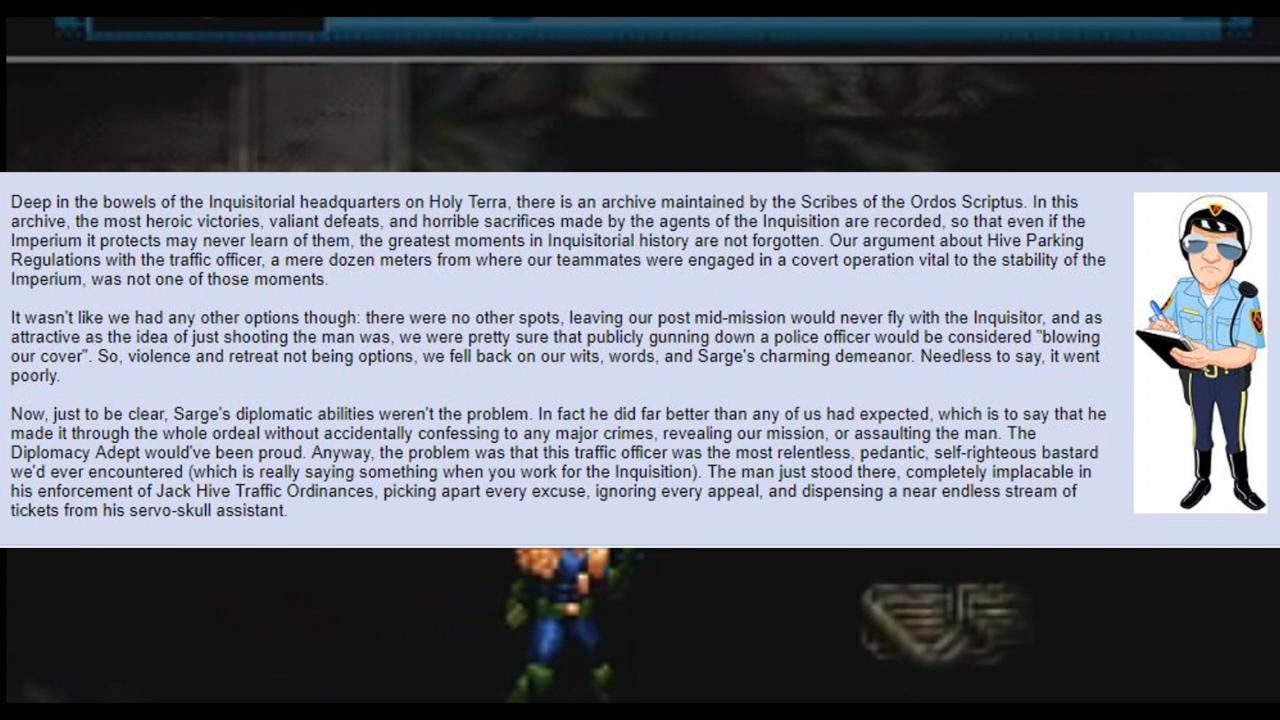 Deep in the bowels of the Inquisitorial headquarters on Holy Terra, there is an archive maintained by the Scribes of the Ordos Scriptus. In this
archive, the most heroic victories, valiant defeats, and horrible sacrifices made by the agents of the Inquisition are recorded, so that even if the
Imperium it protects may never learn of them, the greatest moments in Inquisitorial history are not forgotten. Our argument about Hive Parking
Regulations with the traffic officer, a mere dozen meters from where our teammates were engaged in a covert operation vital to the stability of the
Imperium, was not one of those moments.
It wasn't like we had any other options though: there were no other spots, leaving our post mid-mission would never fly with the Inquisitor, and as
attractive as the idea of just shooting the man was, we were pretty sure that publicly gunning down a police officer would be considered "blowing
our cover". So, violence and retreat not being options, we fell back on our wits, words, and Sarge's charming demeanor. Needless to say, it went
poorly.
Now, just to be clear, Sarge's diplomatic abilities weren't the problem. In fact he did far better than any of us had expected, which is to say that he
made it through the whole ordeal without accidentally confessing to any major crimes, revealing our mission, or assaulting the man. The
Diplomacy Adept would've been proud. Anyway, the problem was that this traffic officer was the most relentless, pedantic, self-righteous bastard
we'd ever encountered (which is really saying something when you work for the Inquisition). The man just stood there, completely implacable in
his enforcement of Jack Hive Traffic Ordinances, picking apart every excuse, ignoring every appeal, and dispensing a near endless stream of
tickets from his servo-skull assistant.